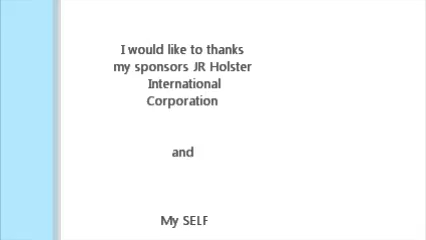 I would like to thanks
my sponsors JR Holster
International
Corporation
and
My SELF